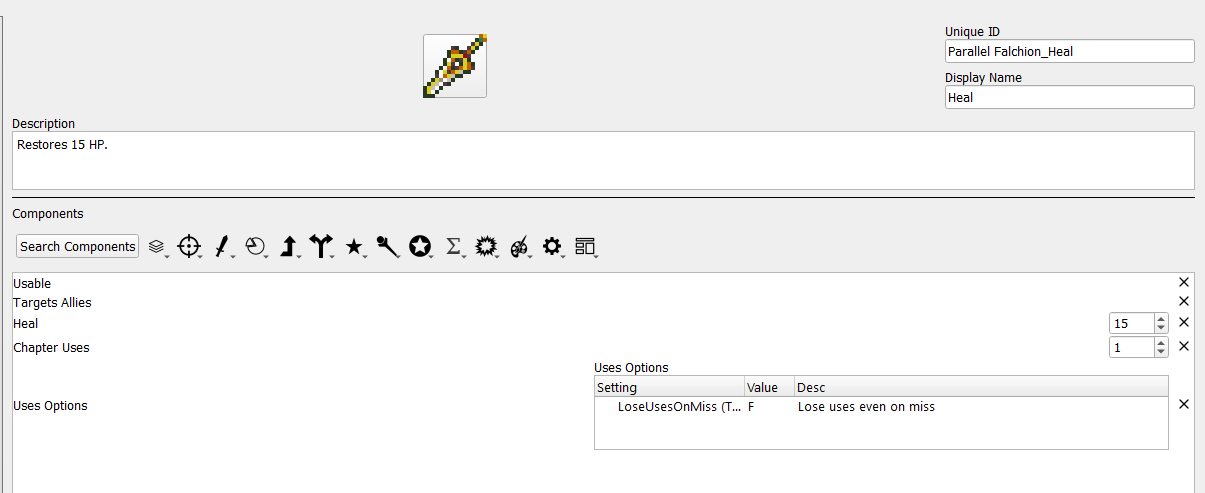 Unique ID
Parallel Falchion_Heal
Display Name
Heal
Description
Restores 15 HP.
Components
Search Components
Usable
Targets Allies
Heal 15
Chapter Uses 1
Uses Options
Setting Value Desc
Uses Options LoseUsesOnMiss (T... F Lose uses even on miss